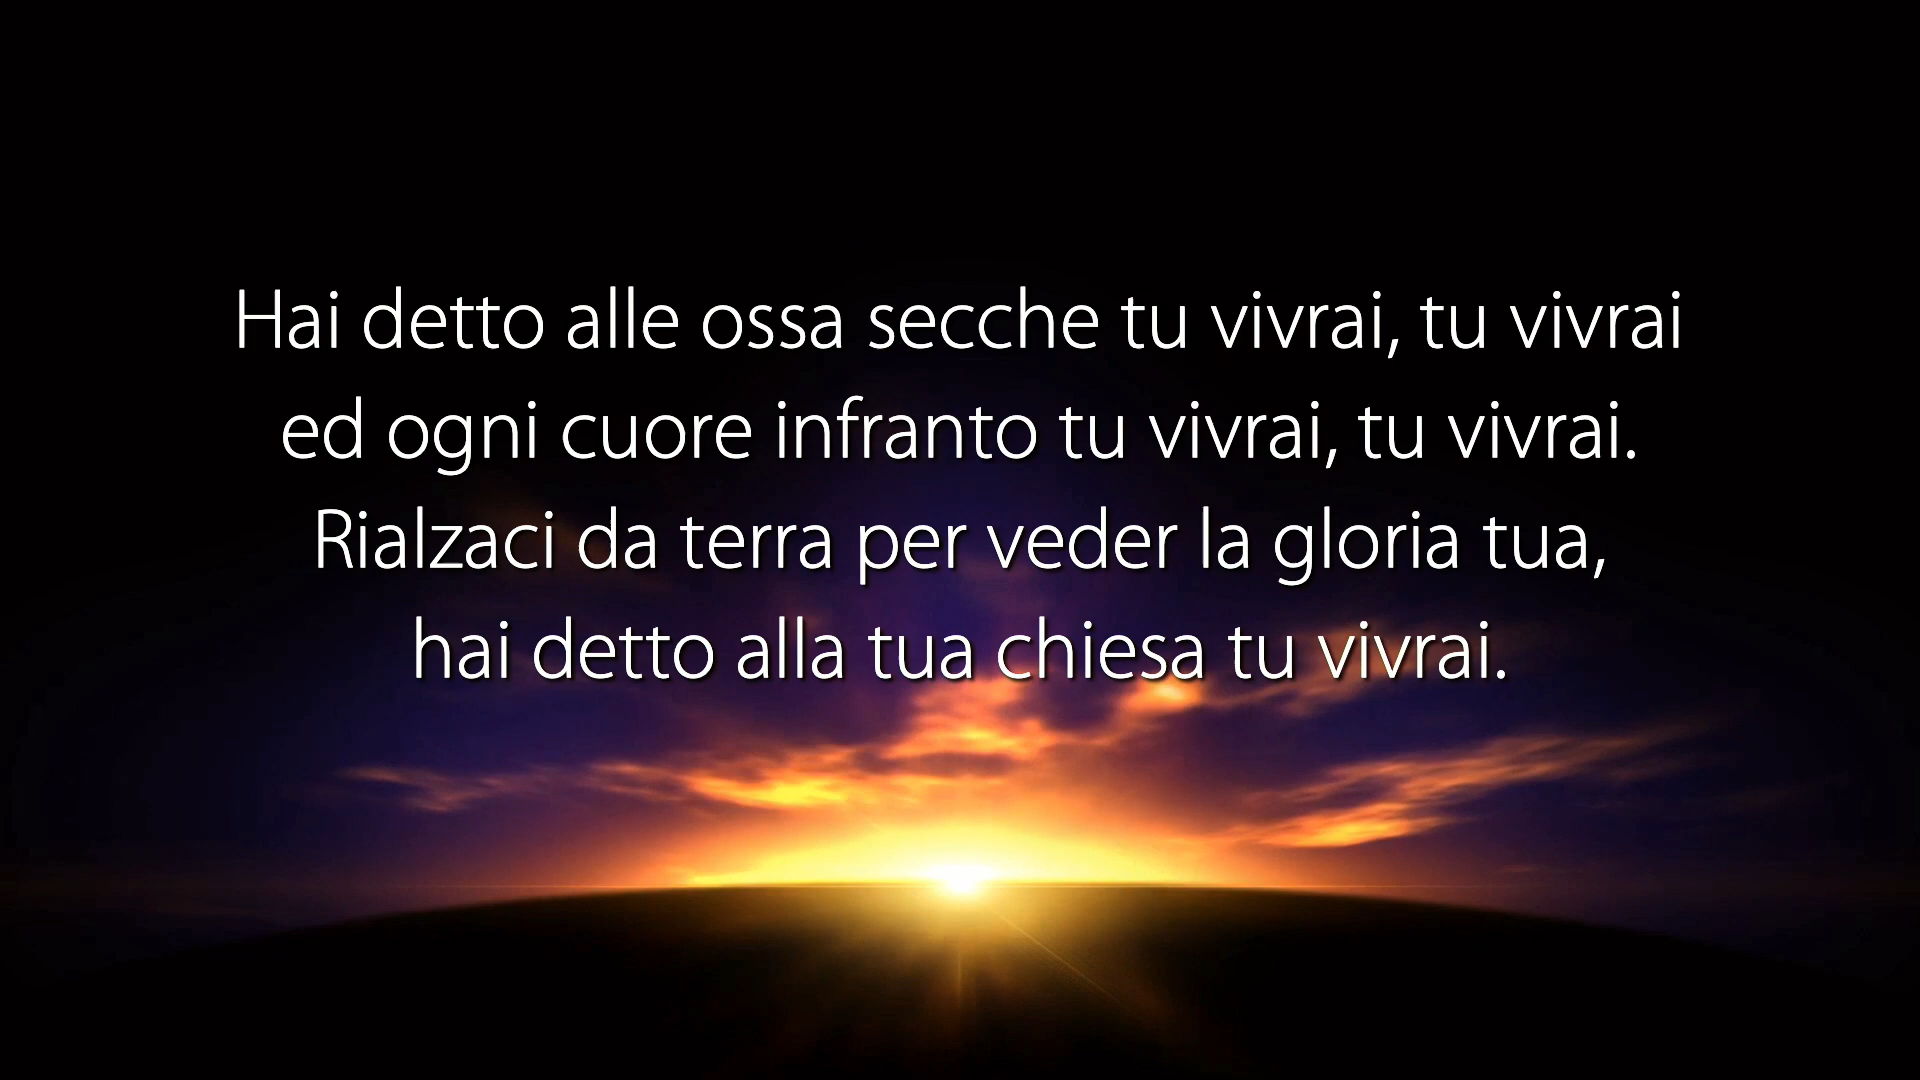 Hai detto alle ossa secche tu vivrai, tu vivrai
ed ogni cuore infranto tu vivrai, tu vivrai.
Rialzaci da terra per veder la gloria tua,
hai detto alla tua chiesa tu vivrai.